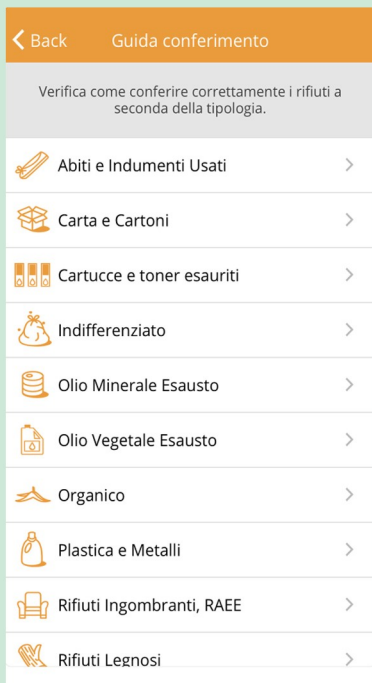 Back
Guida conferimento
Verifica come conferire correttamente i rifiuti a
seconda della tipologia.
Abiti e Indumenti Usati
Carta e Cartoni
Cartucce e toner esauriti
Indifferenziato
Olio Minerale Esausto
Olio Vegetale Esausto
Organico
Plastica e Metalli
Rifiuti Ingombranti, RAEE
Rifiuti Legnosi